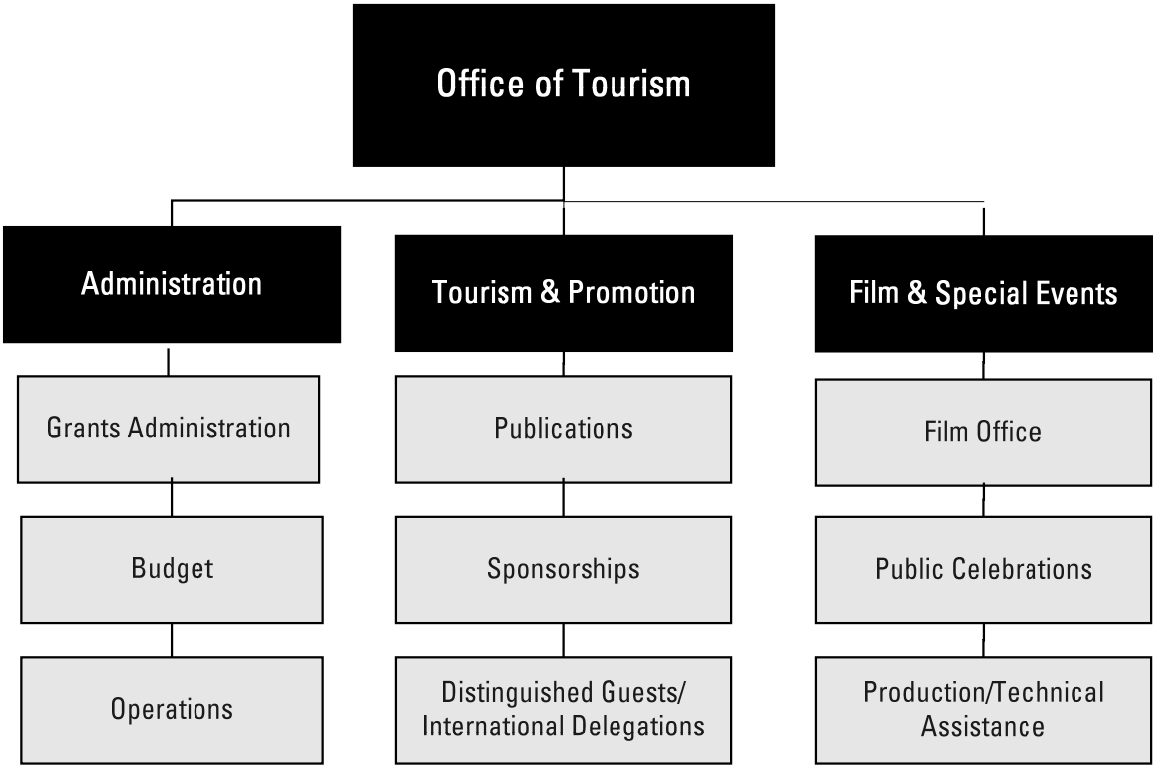 Office of Tourism
Administration
Tourism & Promotion
Film & Special Events
Grants Administration
Publications
Film Office
Budget
Sponsorships
Public Celebrations
Operations
Distinguished Guests/
International Delegations
Production/Technical
Assistance